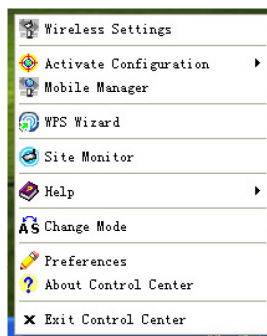 Wireless Settings
Activate Configuration
Mobile Manager
WPS Wizard
Site Monitor
Help
Change Mode
Preferences
About Control Center
Exit Control Center